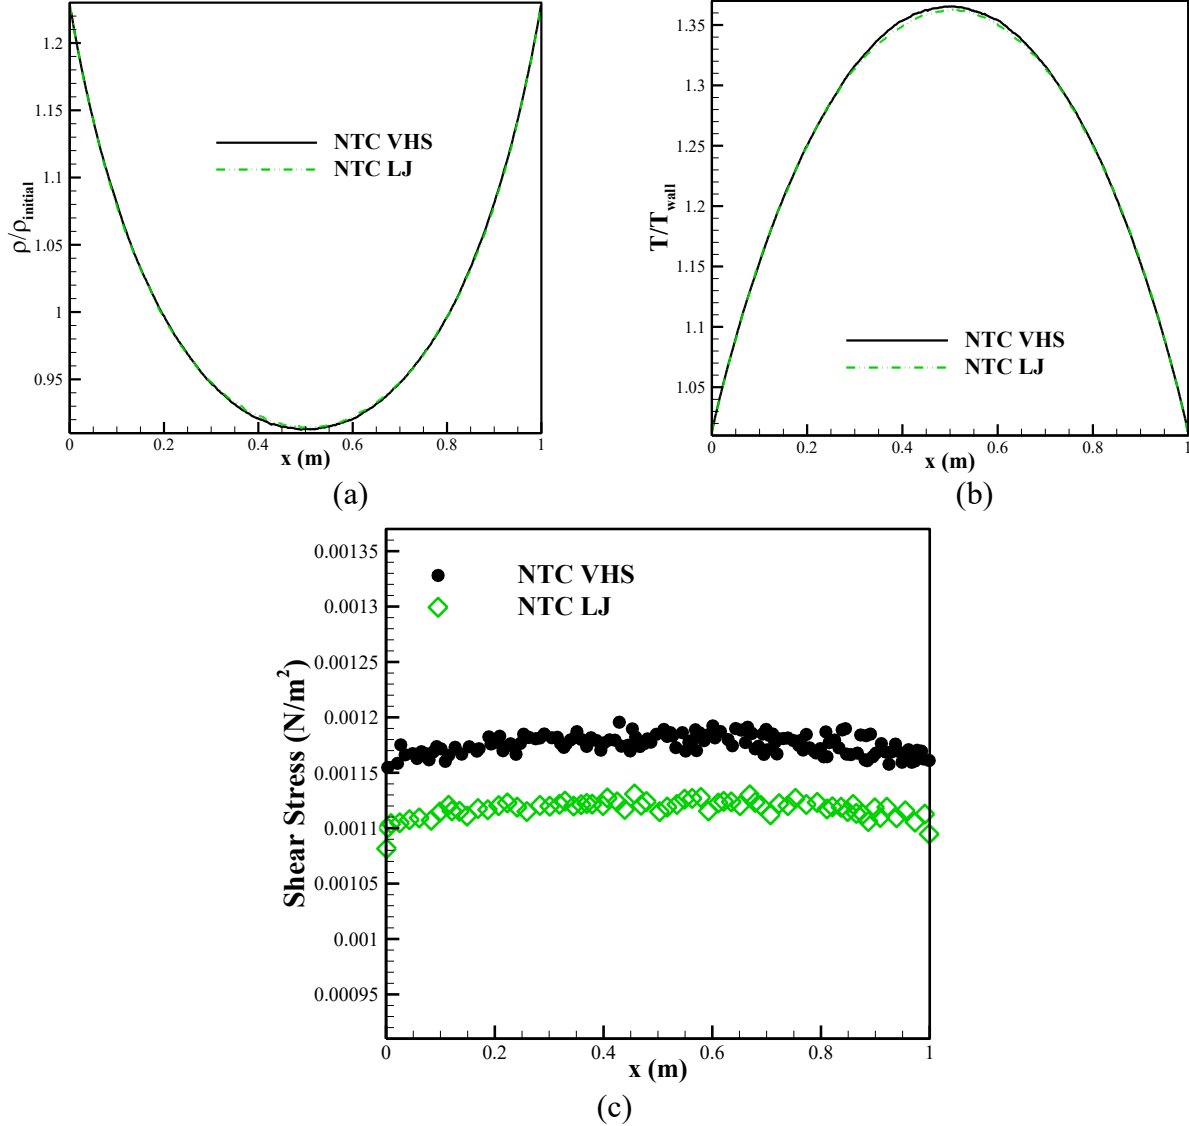 1.2
1.15
1.1
1.05
1
0.95
ρ/ρinitial
NTC VHS
NTC LJ
0 0.2 0.4 0.6 0.8 1
x (m)
(a)
1.35
1.3
1.25
1.2
1.15
1.1
1.05
T/Twall
NTC VHS
NTC LJ
0 0.2 0.4 0.6 0.8 1
x (m)
(b)
0.00135
0.0013
0.00125
0.0012
0.00115
0.0011
0.00105
0.001
0.00095
Shear Stress (N/m²)
NTC VHS
NTC LJ
0 0.2 0.4 0.6 0.8 1
x (m)
(c)